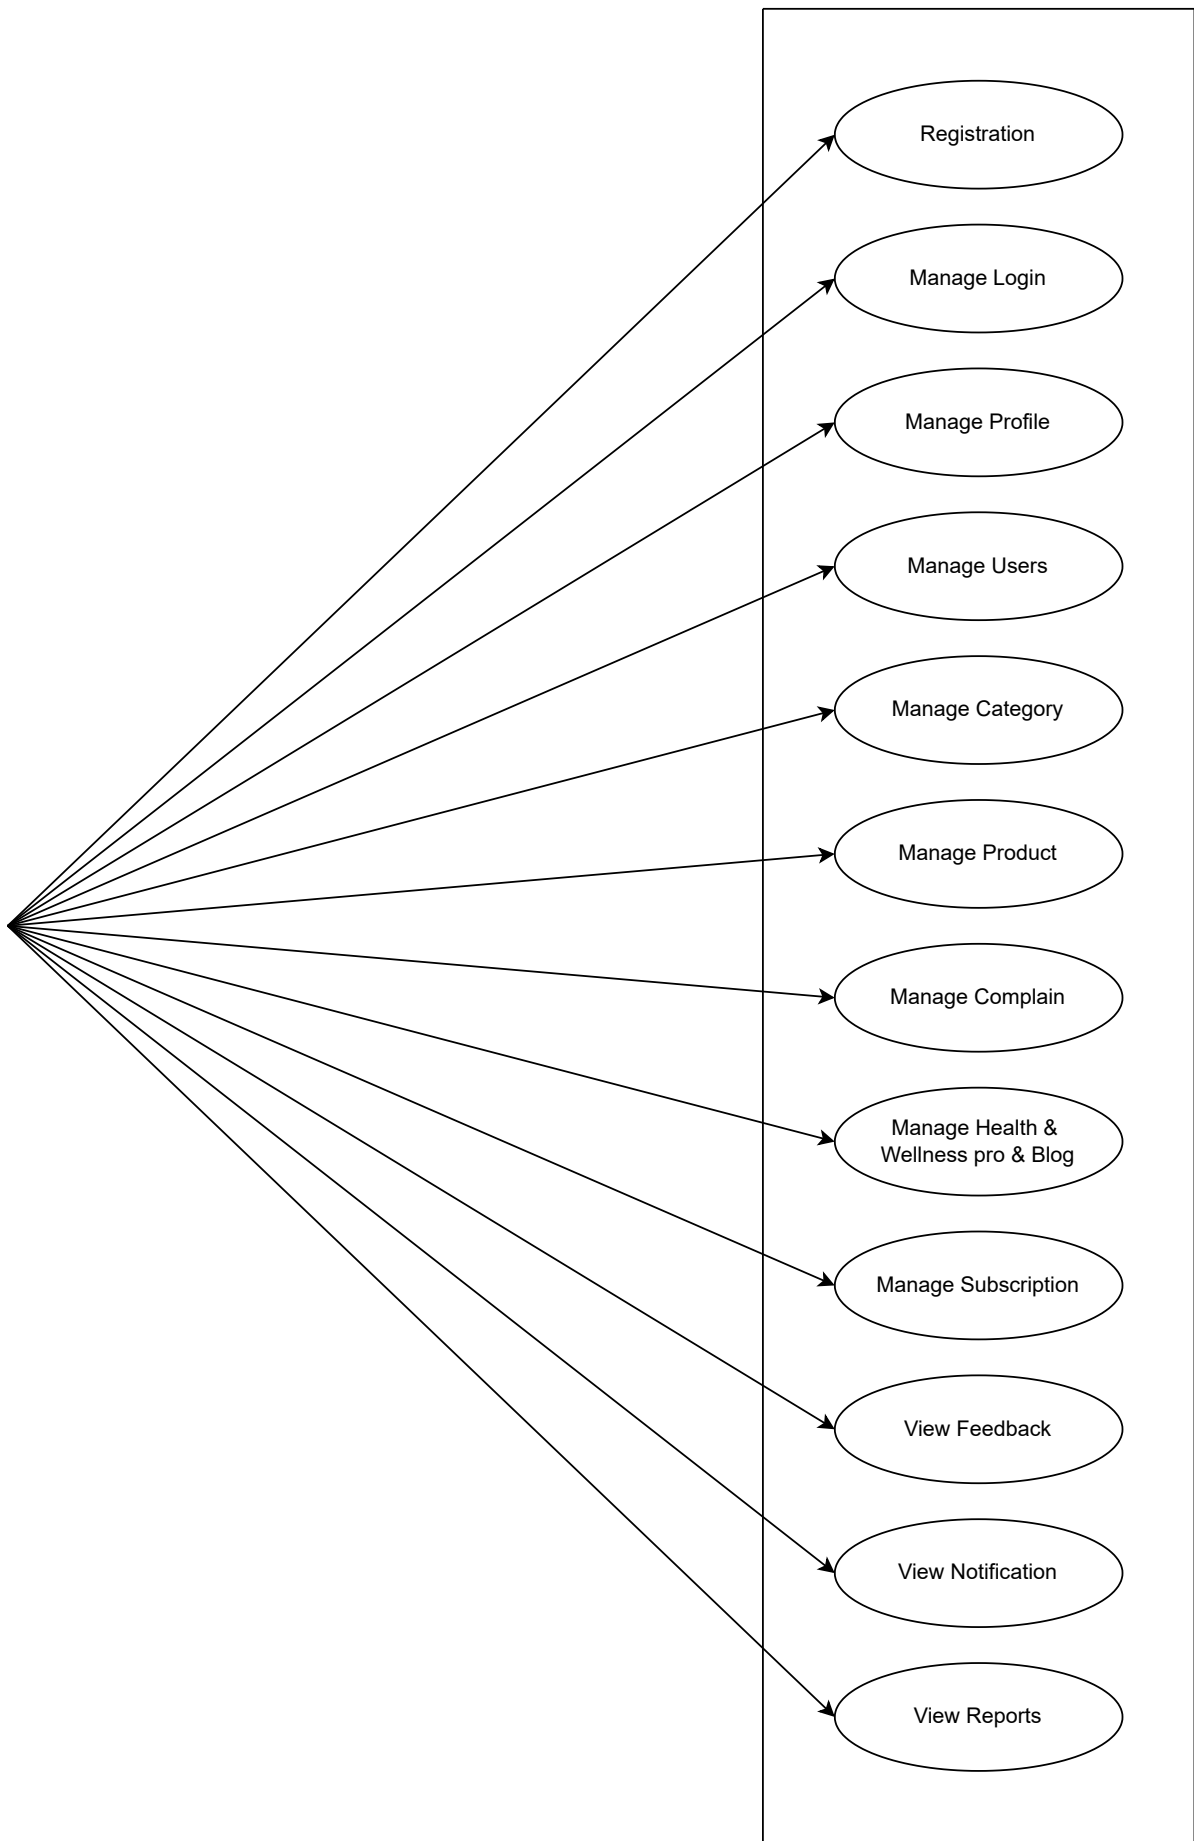 Registration
Manage Login
Manage Profile
Manage Users
Manage Category
Manage Product
Manage Complain
Manage Health &
Wellness pro & Blog
Manage Subscription
View Feedback
View Notification
View Reports